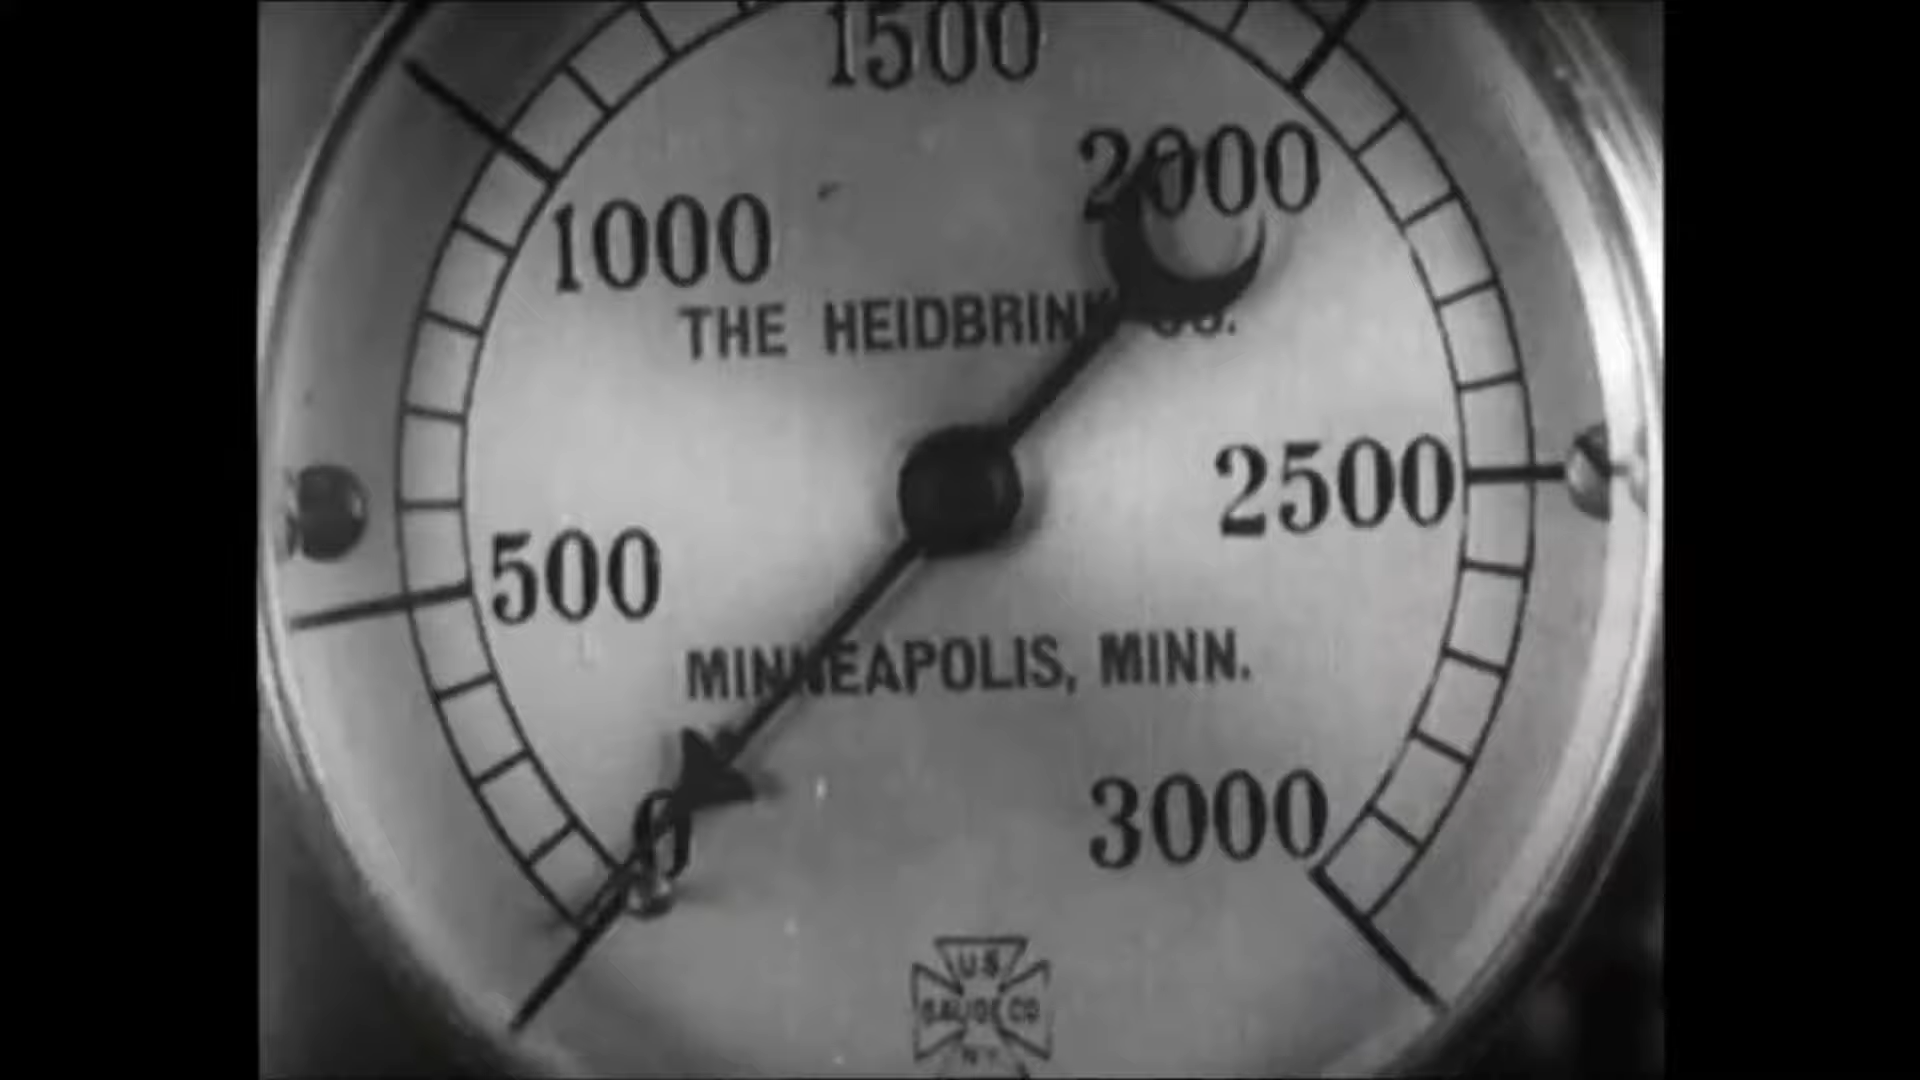 1500
2000
1000
THE HEIDBRINK CO.
2500
500
MINNEAPOLIS, MINN.
0
3000
U.S.
GAUGE CO
N.Y.